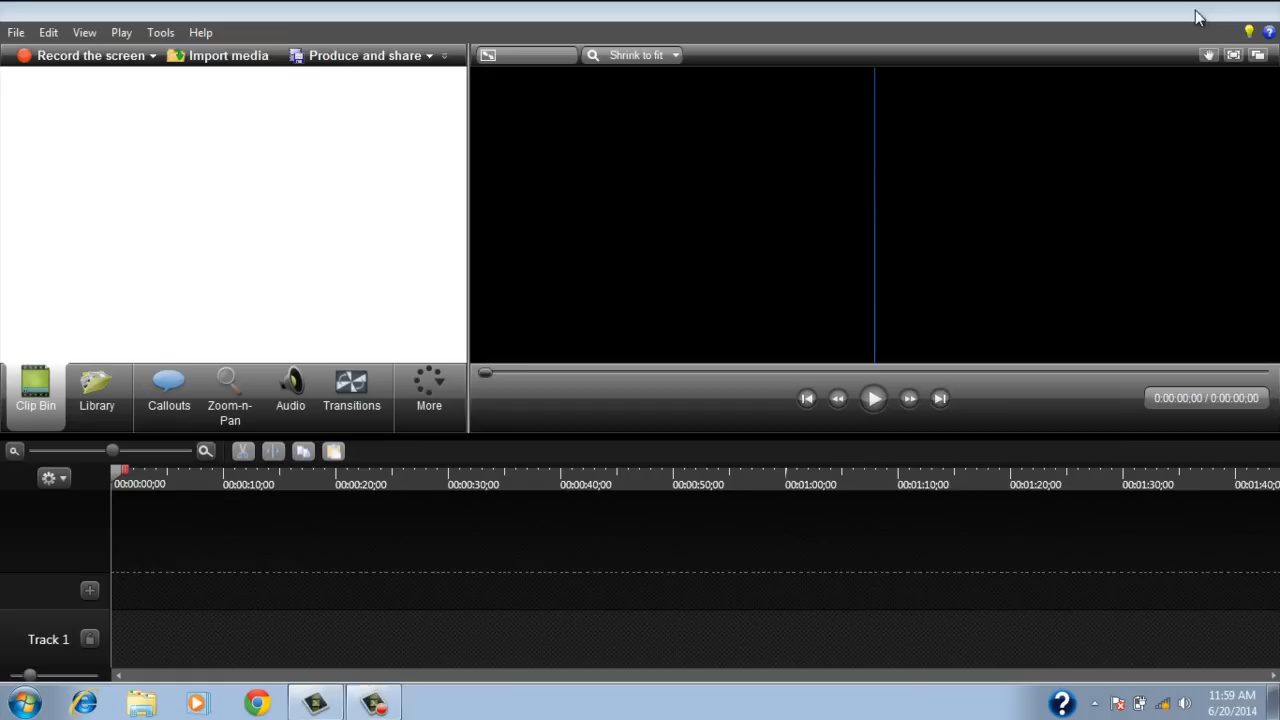 File Edit View Play Tools Help
Record the screen Import media Produce and share Shrink to fit
Clip Bin Library Callouts Zoom-n-Pan Audio Transitions More
0:00:00;00 / 0:00:00;00
00:00:00;00 00:00:10;00 00:00:20;00 00:00:30;00 00:00:40;00 00:00:50;00 00:01:00;00 00:01:10;00 00:01:20;00 00:01:30;00 00:01:40;0
Track 1
11:59 AM
6/20/2014